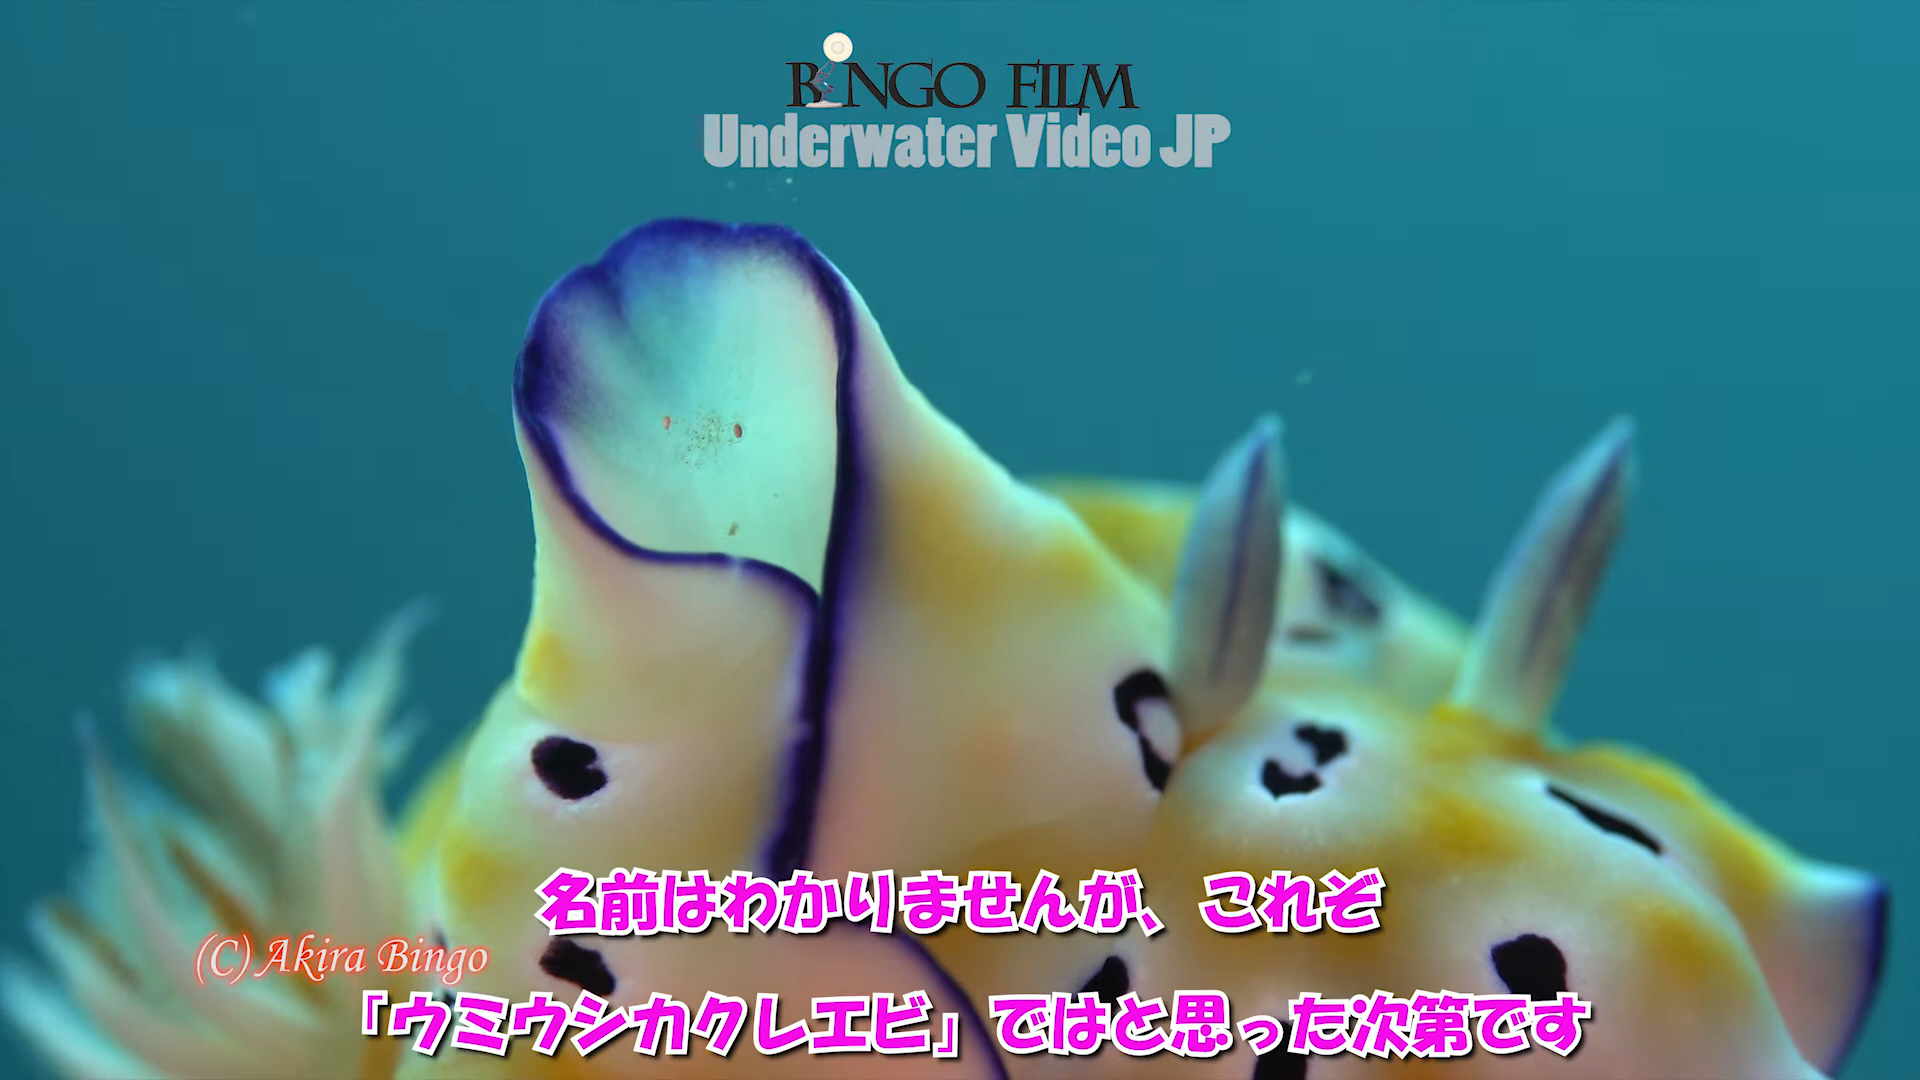 BINGO FILM
Underwater Video JP
名前はわかりませんが、これぞ
(C) Akira Bingo
「ウミウシカクレエビ」ではと思った次第です